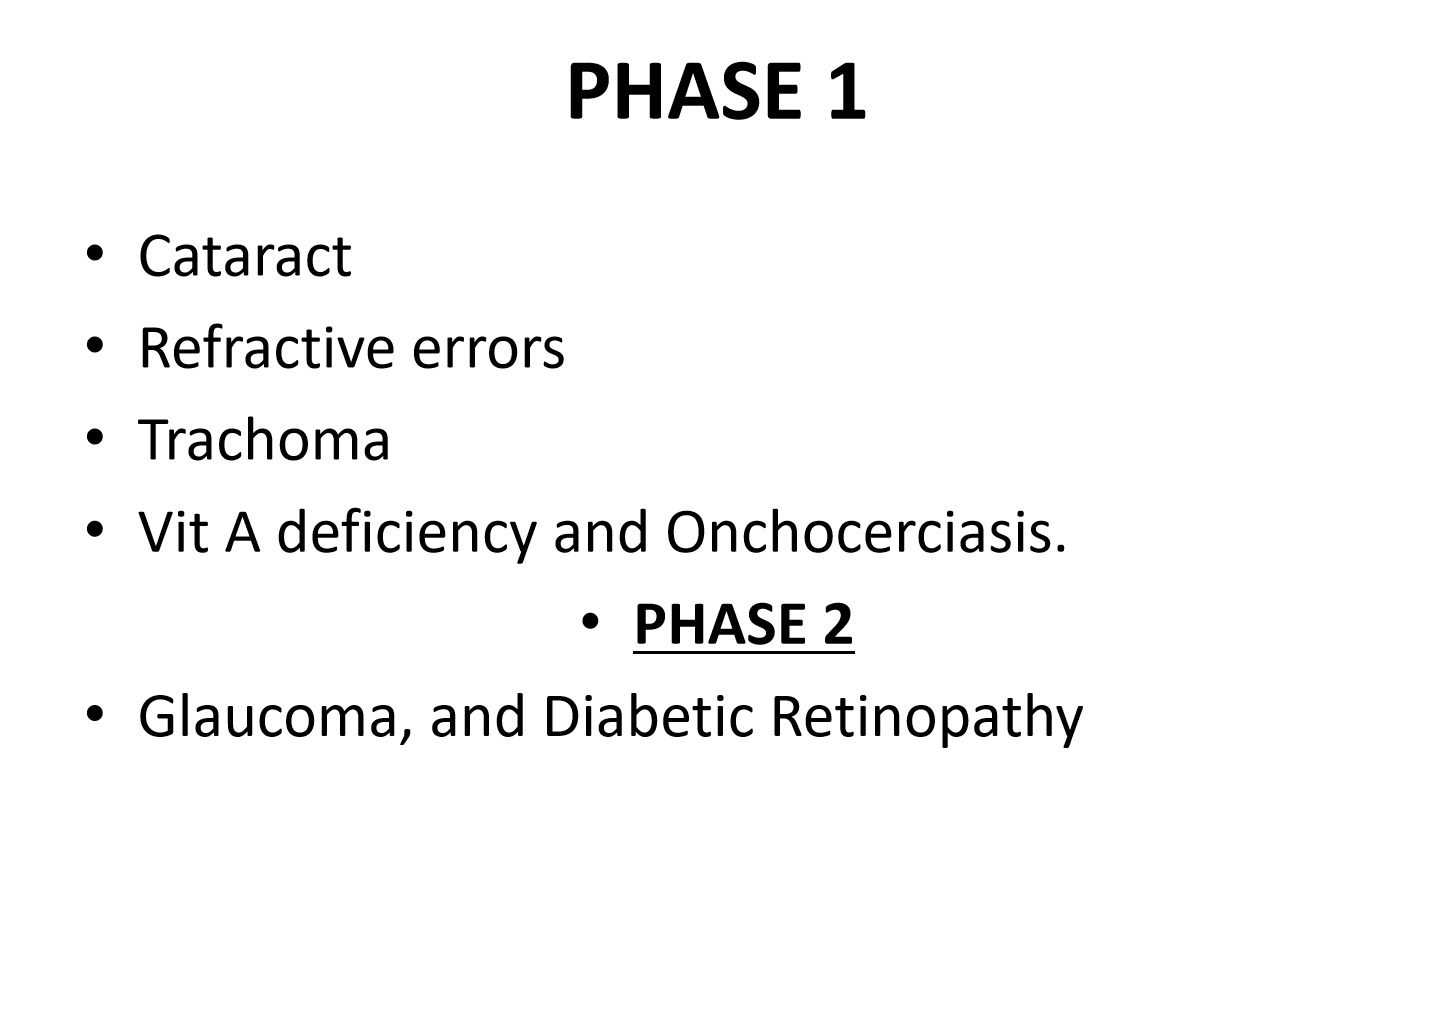 PHASE 1
• Cataract
• Refractive errors
• Trachoma
• Vit A deficiency and Onchocerciasis.
• PHASE 2
• Glaucoma, and Diabetic Retinopathy